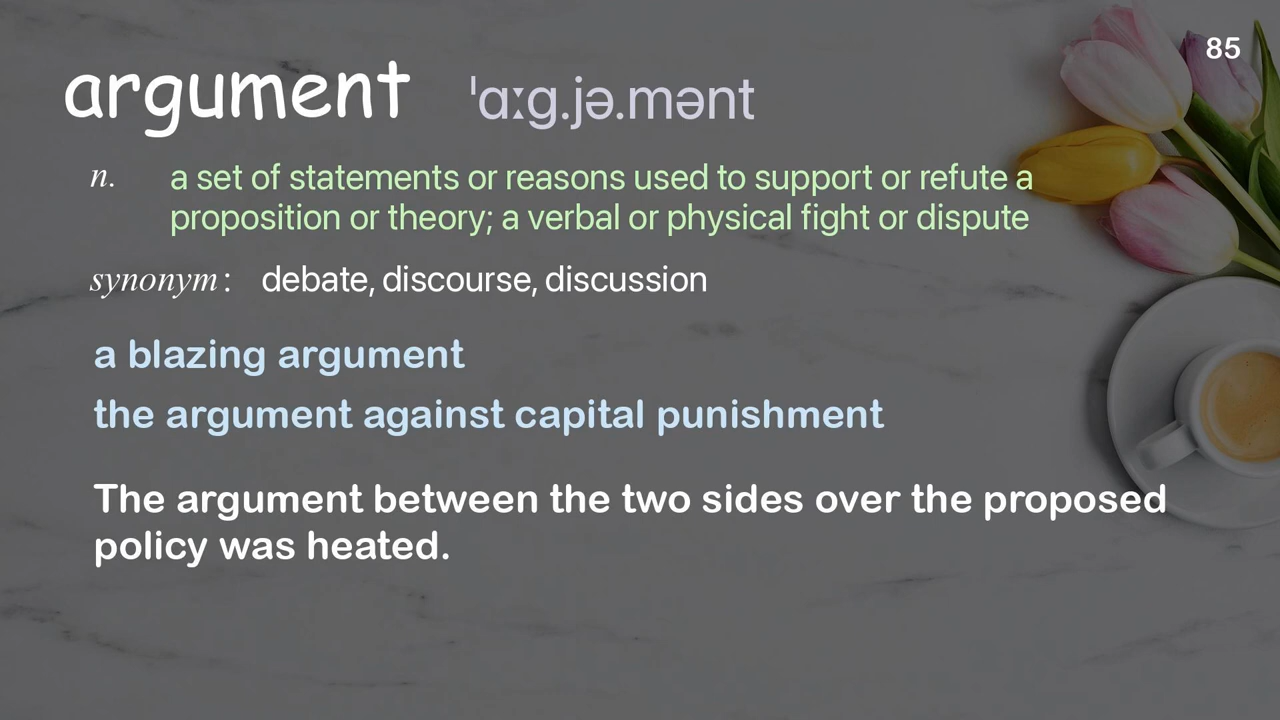 85
argument ˈɑːɡ.jə.mənt
n. a set of statements or reasons used to support or refute a
proposition or theory; a verbal or physical fight or dispute
synonym: debate, discourse, discussion
a blazing argument
the argument against capital punishment
The argument between the two sides over the proposed
policy was heated.